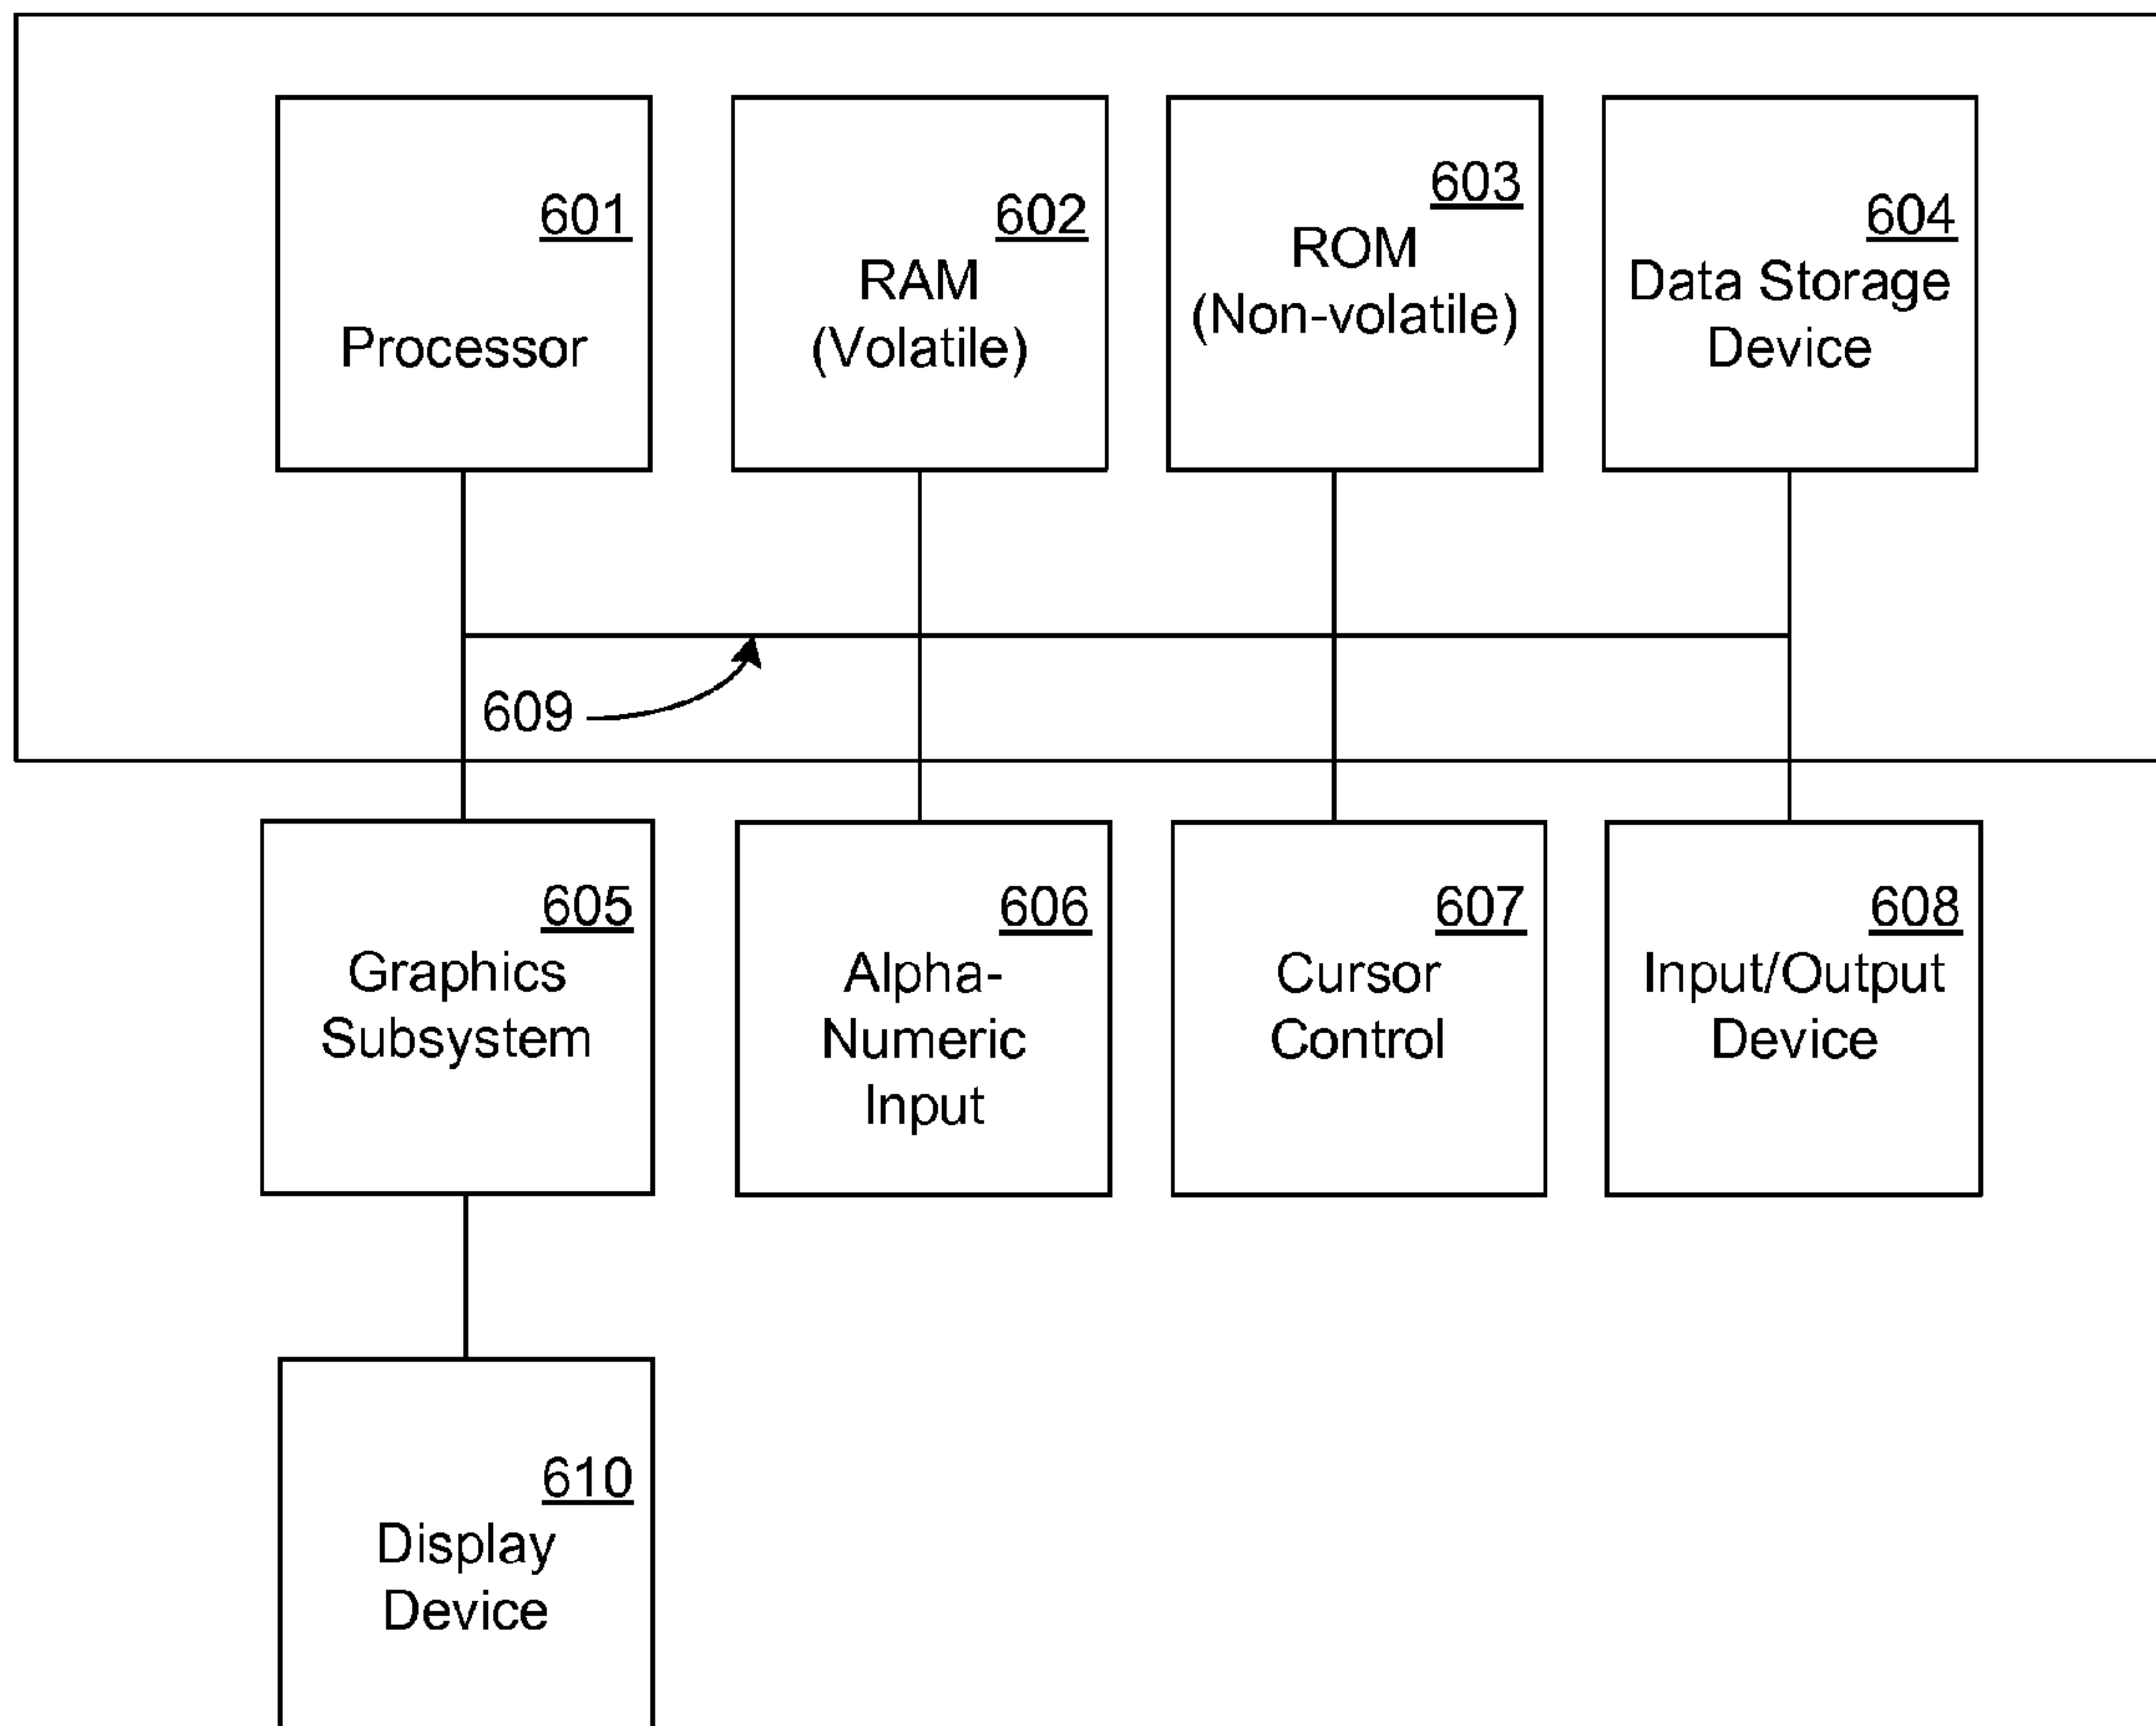 601
Processor
602
RAM
(Volatile)
603
ROM
(Non-volatile)
604
Data Storage
Device
609
605
Graphics
Subsystem
606
Alpha-
Numeric
Input
607
Cursor
Control
608
Input/Output
Device
610
Display
Device